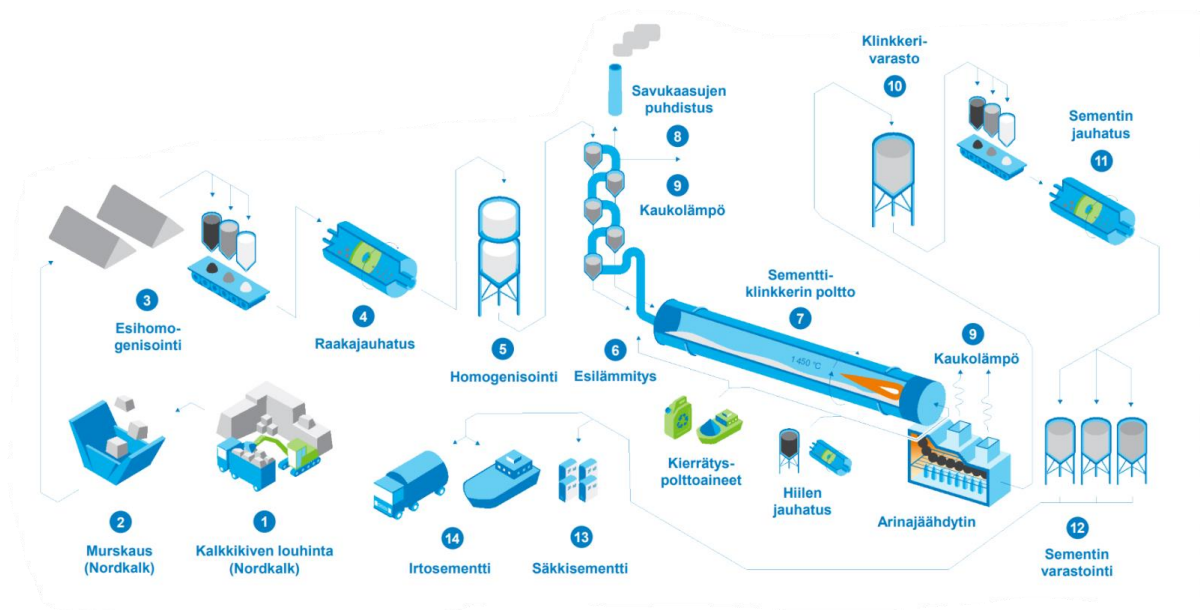 Klinkkeri-
varasto
10
Savukaasujen
puhdistus
8
9
Kaukolämpö
Sementin
jauhatus
11
3
Esihomo-
genisointi
4
Raakajauhatus
5
Homogenisointi
6
Esilämmitys
Sementti-
klinkkerin poltto
7
1 450 °C
9
Kaukolämpö
2
Murskaus
(Nordkalk)
1
Kalkkikiven louhinta
(Nordkalk)
14
Irtosementti
13
Säkkisementti
Kierrätys-
polttoaineet
Hiilen
jauhatus
Arinajäähdytin
12
Sementin
varastointi